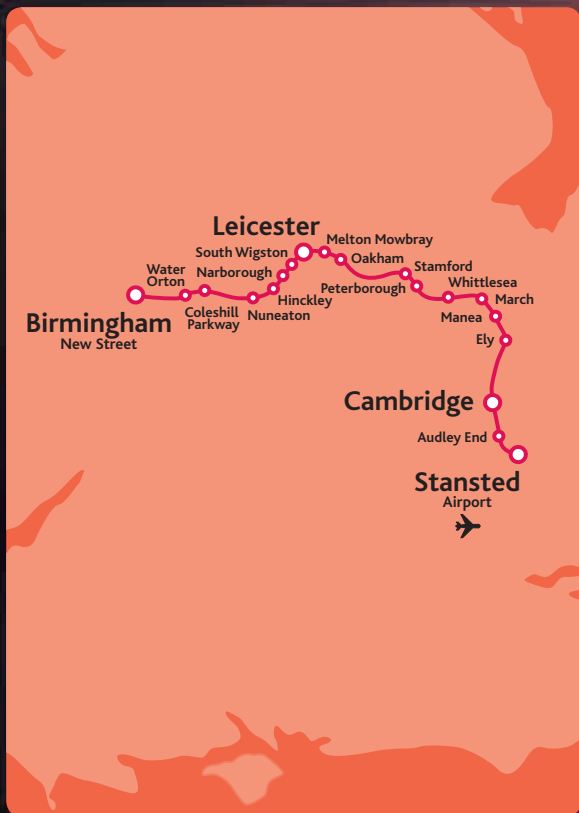 Leicester
Melton Mowbray
South Wigston
Oakham
Narborough
Stamford
Water
Orton
Peterborough
Whittlesea
Hinckley
March
Coleshill
Parkway
Nuneaton
Manea
Birmingham
New Street
Ely
Cambridge
Audley End
Stansted
Airport